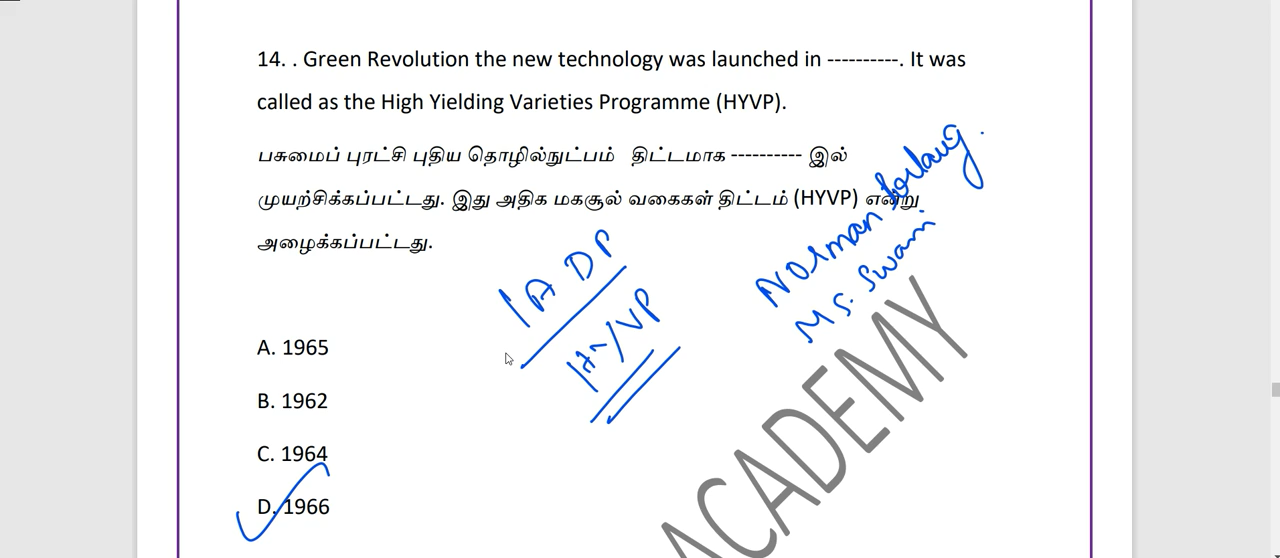 14. . Green Revolution the new technology was launched in ----------. It was
called as the High Yielding Varieties Programme (HYVP).
பசுமைப் புரட்சி புதிய தொழில்நுட்பம் திட்டமாக ---------- இல்
முயற்சிக்கப்பட்டது. இது அதிக மகசூல் வகைகள் திட்டம் (HYVP) என்று
அழைக்கப்பட்டது.
IADP
HYVP
Norman Borlaug.
M S. Swami
A. 1965
B. 1962
C. 1964
D. 1966
ACADEMY